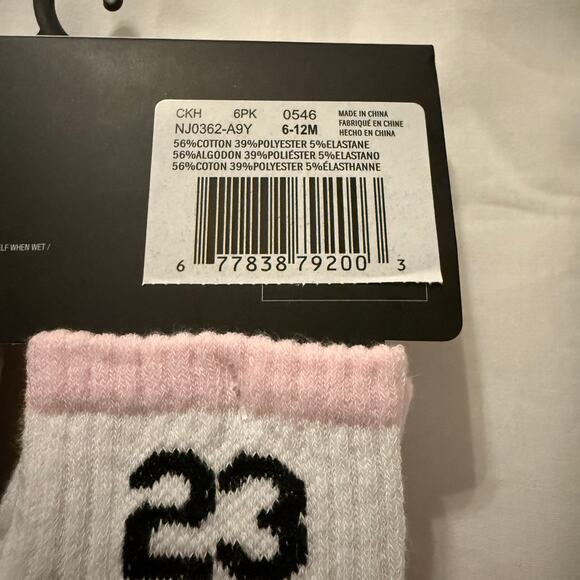 CKH 6PK 0546 MADE IN CHINA
FABRIQUÉ EN CHINE
NJ0362-A9Y 6-12M HECHO EN CHINA
56%COTTON 39%POLYESTER 5%ELASTANE
56%ALGODON 39%POLIÉSTER 5%ELASTANO
56%COTON 39%POLYESTER 5%ÉLASTHANNE
6 77838 79200 3
WHEN WET /
23